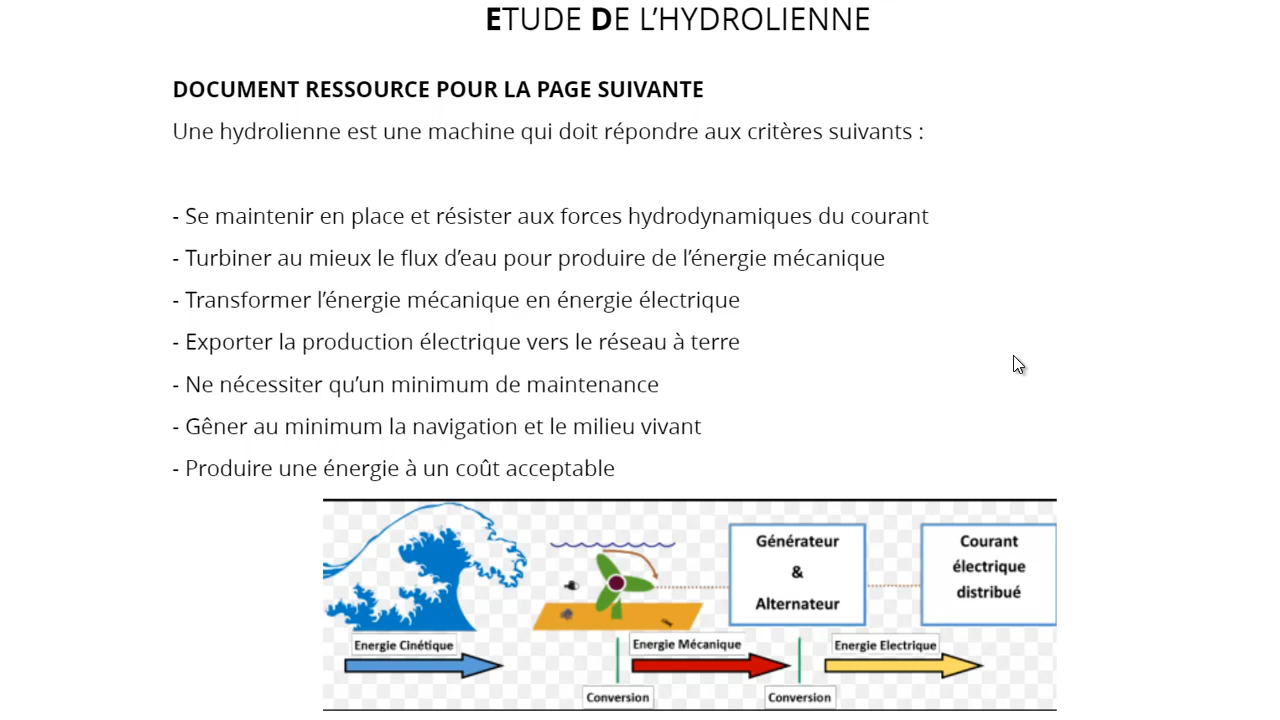 ETUDE DE L’HYDROLIENNE
DOCUMENT RESSOURCE POUR LA PAGE SUIVANTE
Une hydrolienne est une machine qui doit répondre aux critères suivants :
- Se maintenir en place et résister aux forces hydrodynamiques du courant
- Turbiner au mieux le flux d’eau pour produire de l’énergie mécanique
- Transformer l’énergie mécanique en énergie électrique
- Exporter la production électrique vers le réseau à terre
- Ne nécessiter qu’un minimum de maintenance
- Gêner au minimum la navigation et le milieu vivant
- Produire une énergie à un coût acceptable
Générateur
&
Alternateur
Courant
électrique
distribué
Energie Cinétique
Energie Mécanique
Energie Electrique
Conversion
Conversion